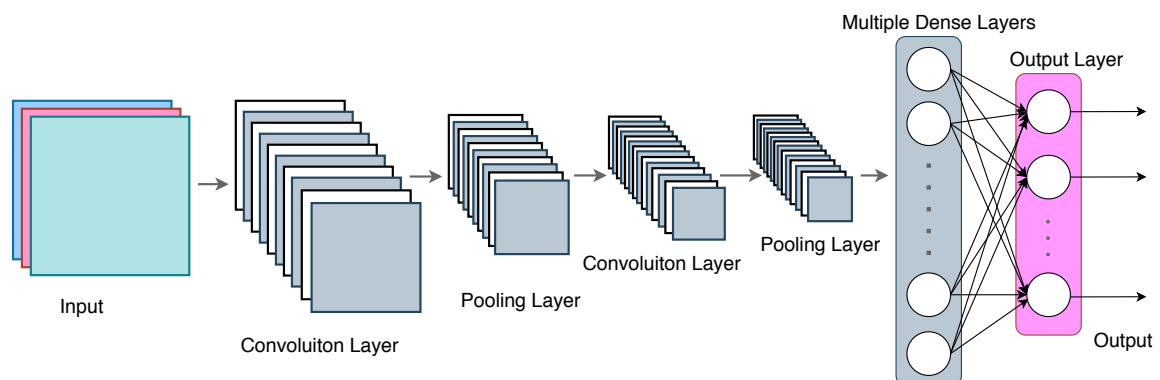 Multiple Dense Layers
Output Layer
Input
Convoluiton Layer
Pooling Layer
Convoluiton Layer
Pooling Layer
Output